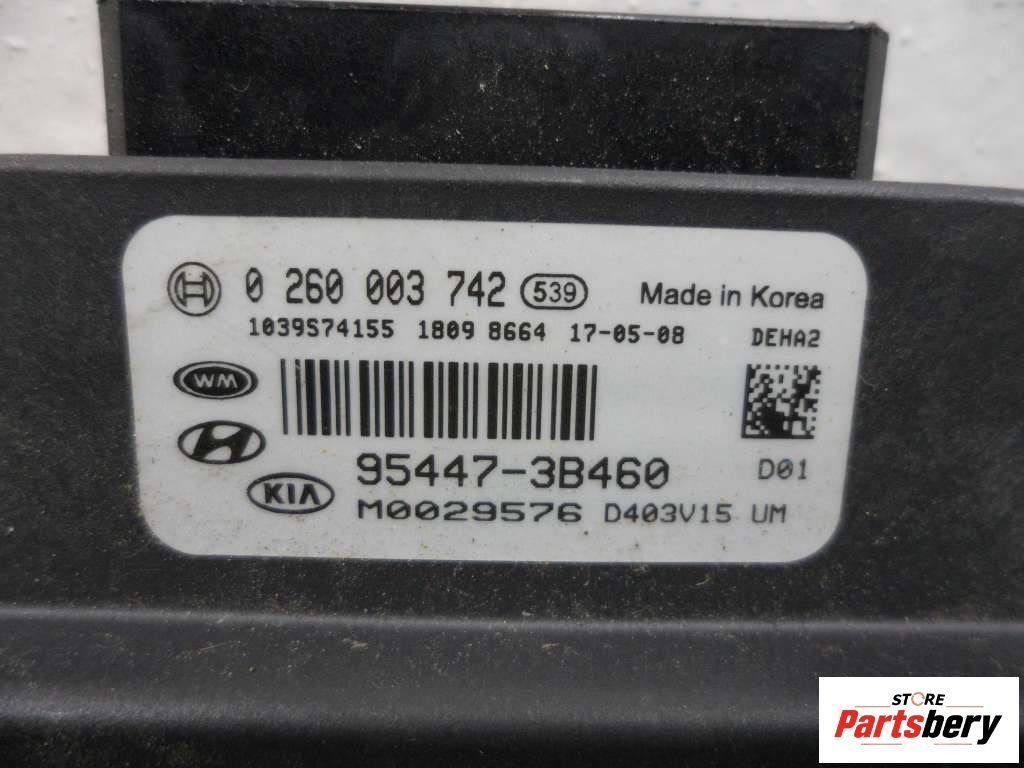 0 260 003 742 539 Made in Korea
1039S74155 1809 8664 17-05-08 DEHA2
WM
95447-3B460 D01
KIA
M0029576 D403V15 UM
STORE
Partsbery